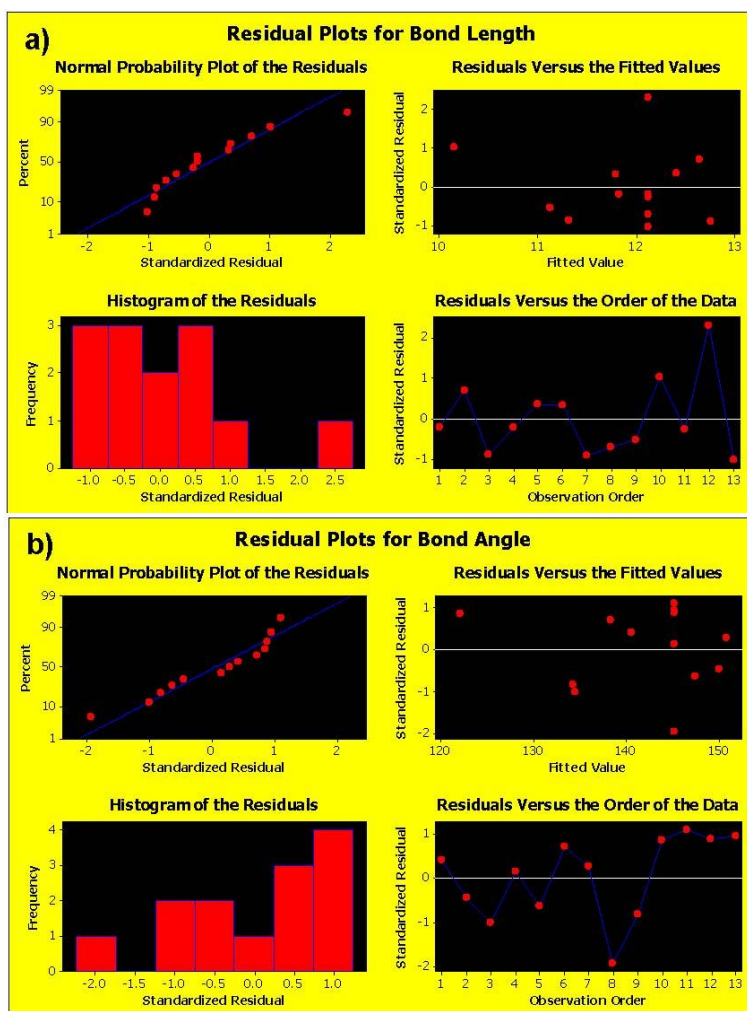 a)
Residual Plots for Bond Length
Normal Probability Plot of the Residuals
99
90
50
10
1
Percent
-2 -1 0 1 2
Standardized Residual
Residuals Versus the Fitted Values
2
1
0
-1
Standardized Residual
10 11 12 13
Fitted Value
Histogram of the Residuals
3
2
1
0
Frequency
-1.0 -0.5 0.0 0.5 1.0 1.5 2.0 2.5
Standardized Residual
Residuals Versus the Order of the Data
2
1
0
-1
Standardized Residual
1 2 3 4 5 6 7 8 9 10 11 12 13
Observation Order
b)
Residual Plots for Bond Angle
Normal Probability Plot of the Residuals
99
90
50
10
1
Percent
-2 -1 0 1 2
Standardized Residual
Residuals Versus the Fitted Values
1
0
-1
-2
Standardized Residual
120 130 140 150
Fitted Value
Histogram of the Residuals
4
3
2
1
0
Frequency
-2.0 -1.5 -1.0 -0.5 0.0 0.5 1.0
Standardized Residual
Residuals Versus the Order of the Data
1
0
-1
-2
Standardized Residual
1 2 3 4 5 6 7 8 9 10 11 12 13
Observation Order